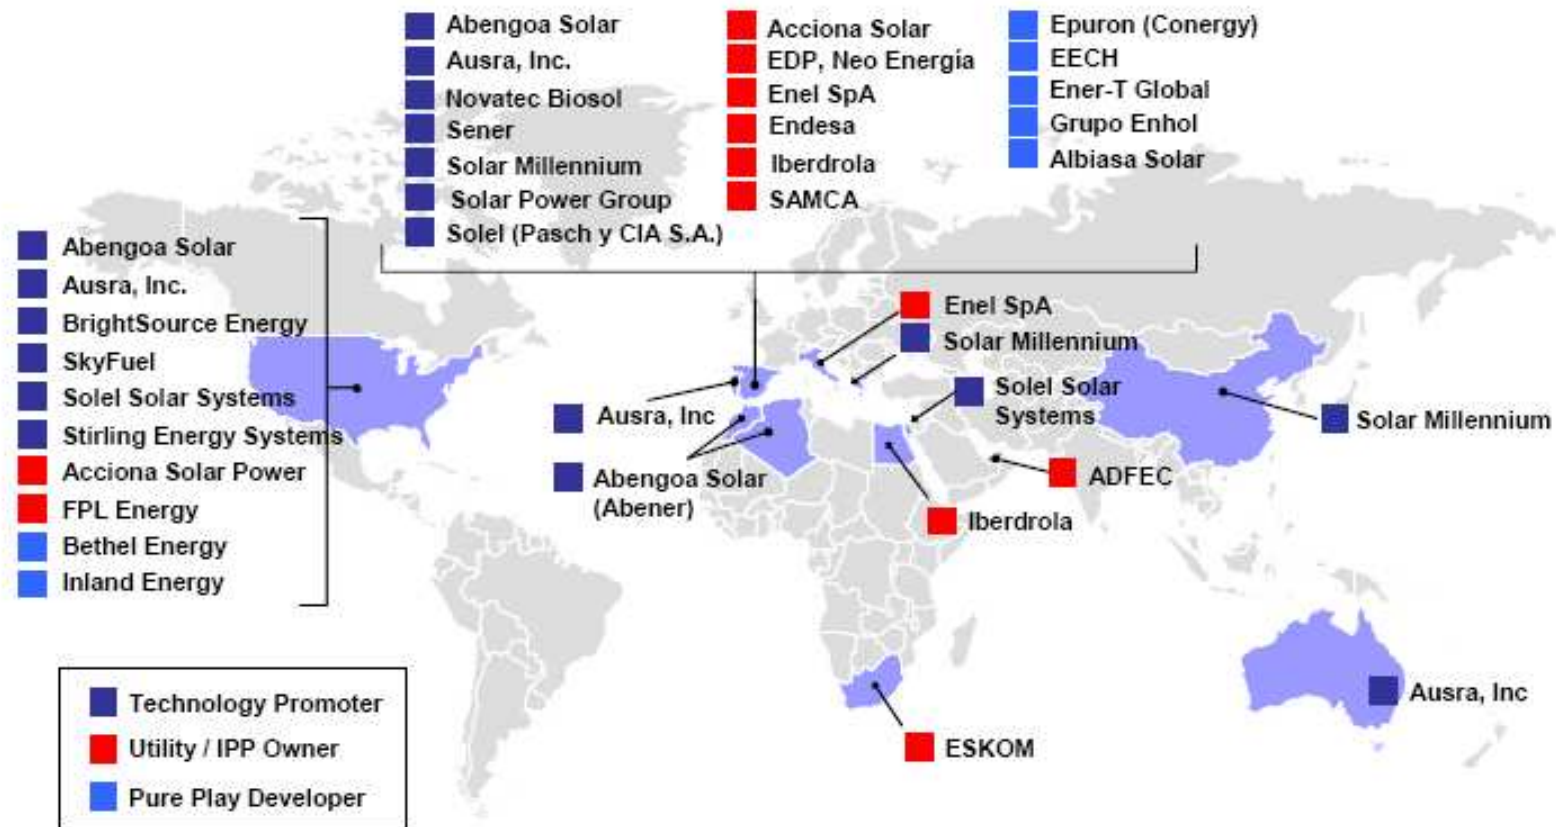 Abengoa Solar
Ausra, Inc.
Novatec Biosol
Sener
Solar Millennium
Solar Power Group
Solel (Pasch y CIA S.A.)
Acciona Solar
EDP, Neo Energía
Enel SpA
Endesa
Iberdrola
SAMCA
Epuron (Conergy)
EECH
Ener-T Global
Grupo Enhol
Albiasa Solar
Abengoa Solar
Ausra, Inc.
BrightSource Energy
SkyFuel
Solel Solar Systems
Stirling Energy Systems
Acciona Solar Power
FPL Energy
Bethel Energy
Inland Energy
Enel SpA
Solar Millennium
Solel Solar
Systems
Solar Millennium
Ausra, Inc
Abengoa Solar
(Abener)
ADFEC
Iberdrola
Ausra, Inc
ESKOM
Technology Promoter
Utility / IPP Owner
Pure Play Developer